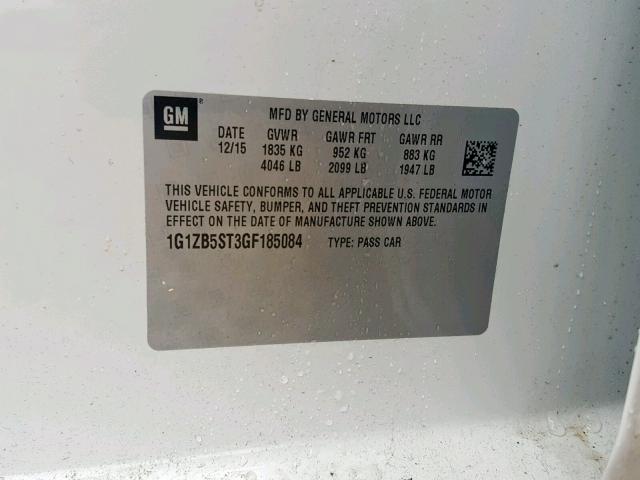 GM
MFD BY GENERAL MOTORS LLC
DATE GVWR GAWR FRT GAWR RR
12/15 1835 KG 952 KG 883 KG
4046 LB 2099 LB 1947 LB
THIS VEHICLE CONFORMS TO ALL APPLICABLE U.S. FEDERAL MOTOR
VEHICLE SAFETY, BUMPER, AND THEFT PREVENTION STANDARDS IN
EFFECT ON THE DATE OF MANUFACTURE SHOWN ABOVE.
1G1ZB5ST3GF185084 TYPE: PASS CAR